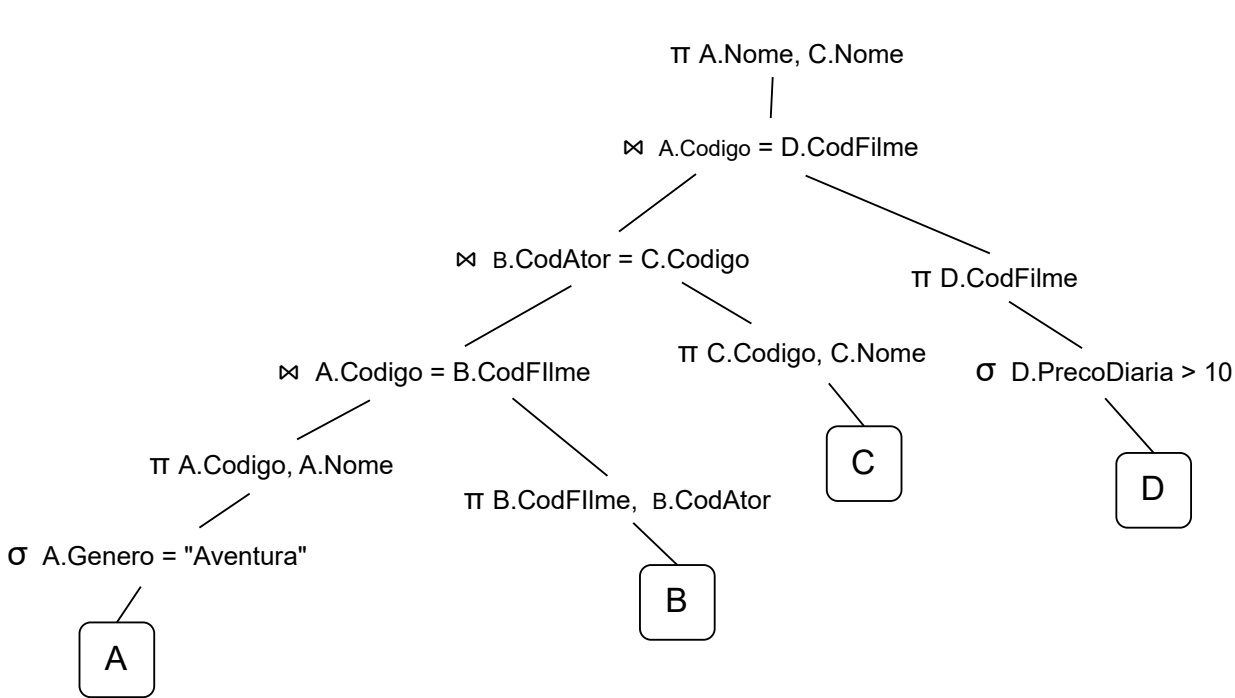 π A.Nome, C.Nome
⋈ A.Codigo = D.CodFilme
⋈ B.CodAtor = C.Codigo
π D.CodFilme
⋈ A.Codigo = B.CodFIlme
π C.Codigo, C.Nome
σ D.PrecoDiaria > 10
π A.Codigo, A.Nome
C
π B.CodFIlme, B.CodAtor
D
σ A.Genero = "Aventura"
B
A